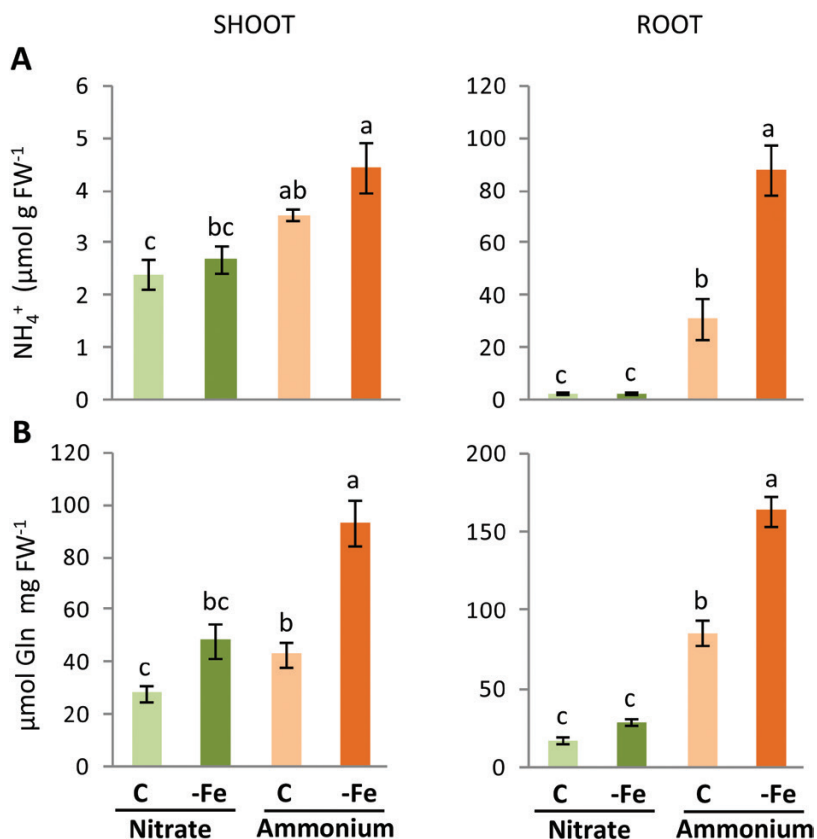 SHOOT ROOT
A
NH₄⁺ (µmol g FW⁻¹
6
5
4
3
2
1
0
c
bc
ab
a
120
100
80
60
40
20
0
c
c
b
a
B
µmol Gln mg FW⁻¹
120
100
80
60
40
20
0
c
bc
b
a
200
150
100
50
0
c
c
b
a
C -Fe C -Fe
Nitrate Ammonium
C -Fe C -Fe
Nitrate Ammonium